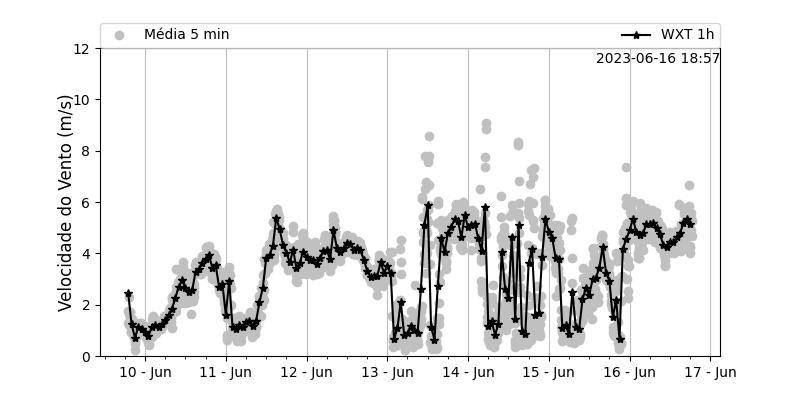 Média 5 min
WXT 1h
2023-06-16 18:57
Velocidade do Vento (m/s)
12
10
8
6
4
2
0
10 - Jun
11 - Jun
12 - Jun
13 - Jun
14 - Jun
15 - Jun
16 - Jun
17 - Jun